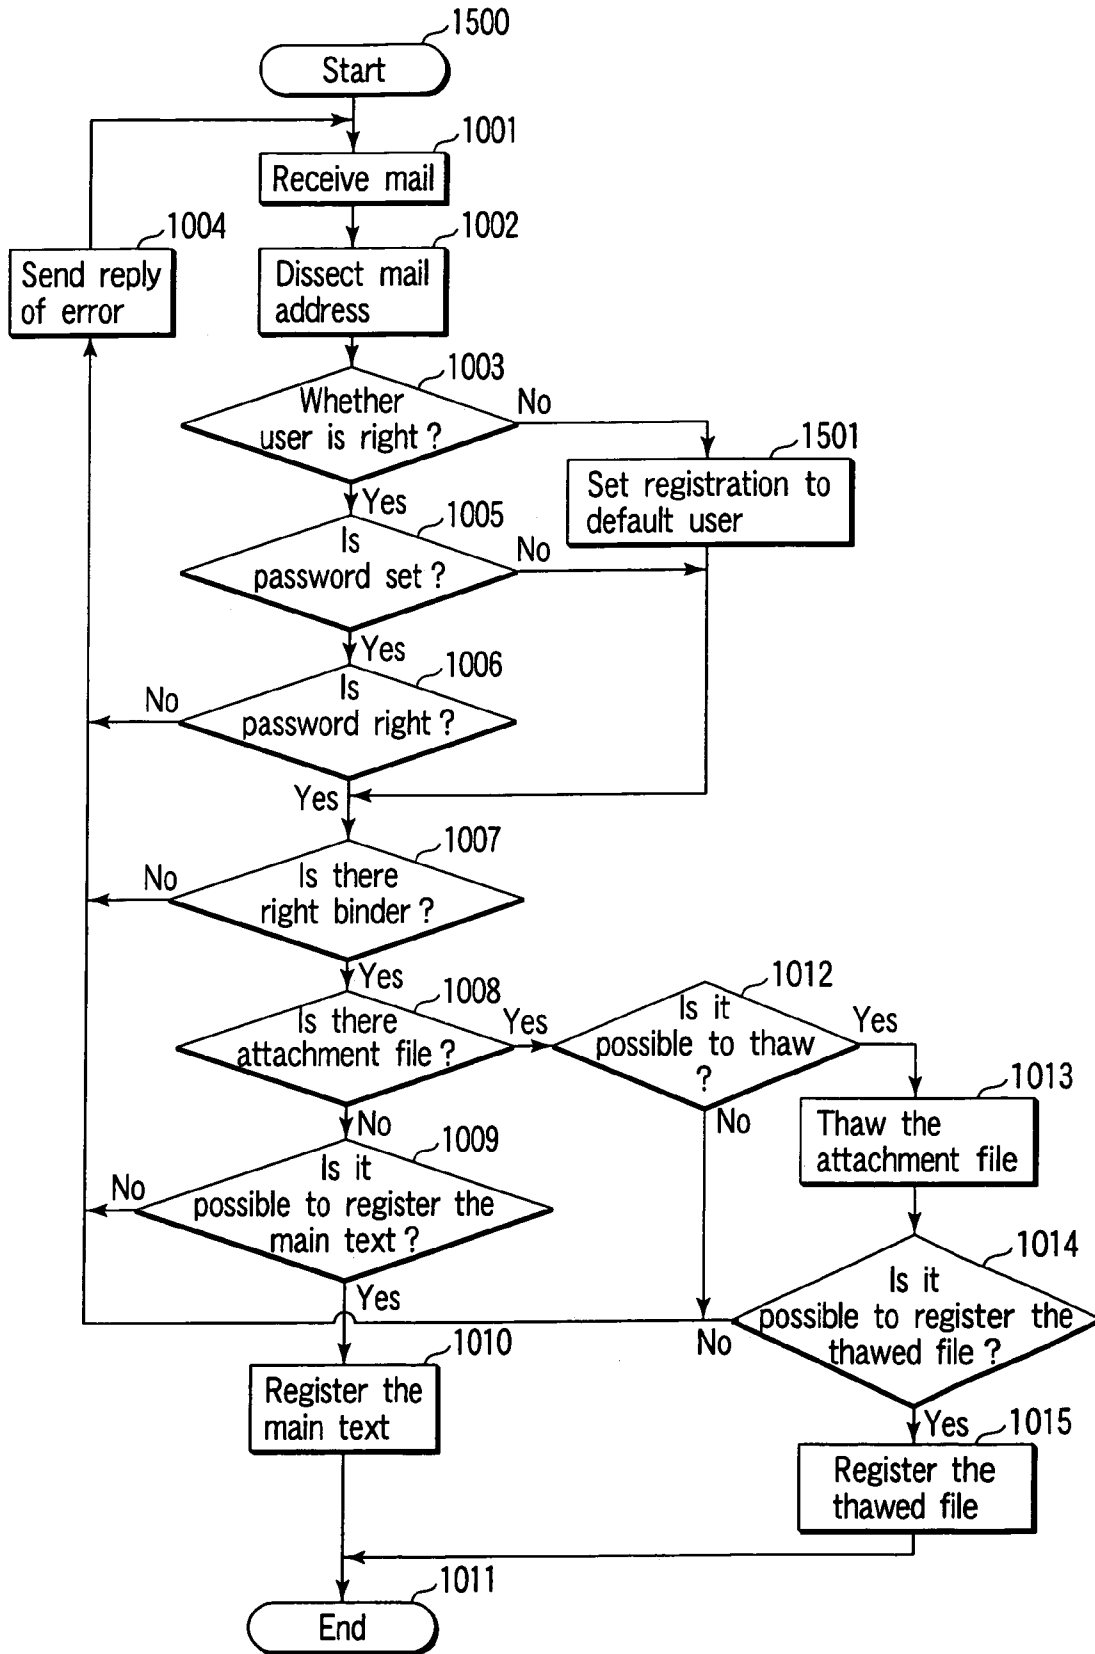 1500
Start
1001
Receive mail
1004
Send reply
of error
1002
Dissect mail
address
1003
Whether
user is right ?
No
1501
Set registration to
default user
Yes
1005
Is
password set ?
No
Yes
1006
Is
password right ?
No
Yes
1007
Is there
right binder ?
No
Yes
1008
Is there
attachment file ?
Yes
1012
Is it
possible to thaw
?
Yes
No
1013
Thaw the
attachment file
No
1009
Is it
possible to register the
main text ?
No
Yes
1014
Is it
possible to register the
thawed file ?
No
1010
Register the
main text
Yes
1015
Register the
thawed file
1011
End